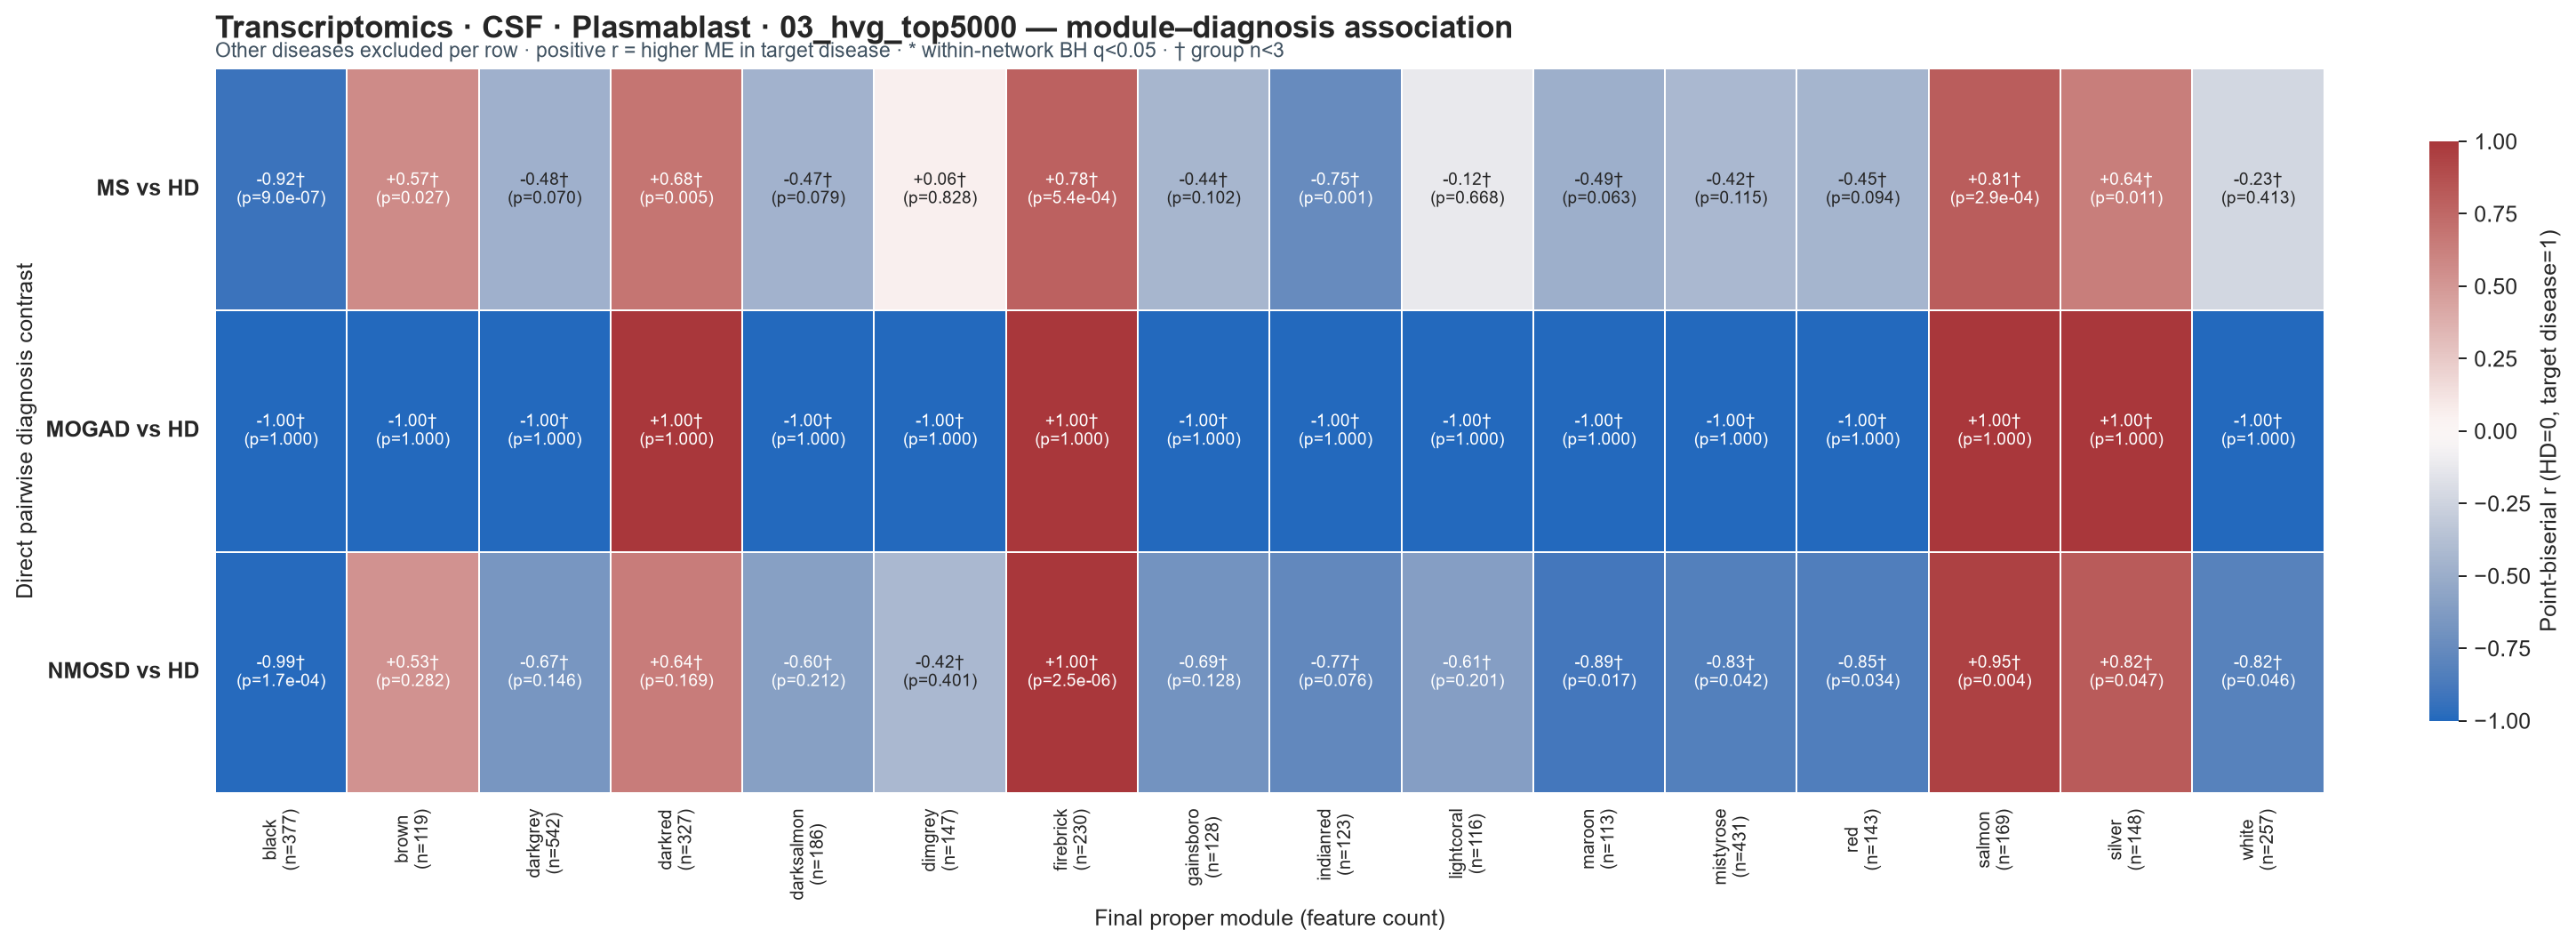 Transcriptomics · CSF · Plasmablast · 03_hvg_top5000 — module–diagnosis association
Other diseases excluded per row · positive r = higher ME in target disease · * within-network BH q<0.05 · † group n<3
Direct pairwise diagnosis contrast
MS vs HD
-0.92†
(p=9.0e-07)
+0.57†
(p=0.027)
-0.48†
(p=0.070)
+0.68†
(p=0.005)
-0.47†
(p=0.079)
+0.06†
(p=0.828)
+0.78†
(p=5.4e-04)
-0.44†
(p=0.102)
-0.75†
(p=0.001)
-0.12†
(p=0.668)
-0.49†
(p=0.063)
-0.42†
(p=0.115)
-0.45†
(p=0.094)
+0.81†
(p=2.9e-04)
+0.64†
(p=0.011)
-0.23†
(p=0.413)
MOGAD vs HD
-1.00†
(p=1.000)
-1.00†
(p=1.000)
-1.00†
(p=1.000)
+1.00†
(p=1.000)
-1.00†
(p=1.000)
-1.00†
(p=1.000)
+1.00†
(p=1.000)
-1.00†
(p=1.000)
-1.00†
(p=1.000)
-1.00†
(p=1.000)
-1.00†
(p=1.000)
-1.00†
(p=1.000)
-1.00†
(p=1.000)
+1.00†
(p=1.000)
+1.00†
(p=1.000)
-1.00†
(p=1.000)
NMOSD vs HD
-0.99†
(p=1.7e-04)
+0.53†
(p=0.282)
-0.67†
(p=0.146)
+0.64†
(p=0.169)
-0.60†
(p=0.212)
-0.42†
(p=0.401)
+1.00†
(p=2.5e-06)
-0.69†
(p=0.128)
-0.77†
(p=0.076)
-0.61†
(p=0.201)
-0.89†
(p=0.017)
-0.83†
(p=0.042)
-0.85†
(p=0.034)
+0.95†
(p=0.004)
+0.82†
(p=0.047)
-0.82†
(p=0.046)
black
(n=377)
brown
(n=119)
darkgrey
(n=542)
darkred
(n=327)
darksalmon
(n=186)
dimgrey
(n=147)
firebrick
(n=230)
gainsboro
(n=128)
indianred
(n=123)
lightcoral
(n=116)
maroon
(n=113)
mistyrose
(n=431)
red
(n=143)
salmon
(n=169)
silver
(n=148)
white
(n=257)
Final proper module (feature count)
1.00
0.75
0.50
0.25
0.00
−0.25
−0.50
−0.75
−1.00
Point-biserial r (HD=0, target disease=1)